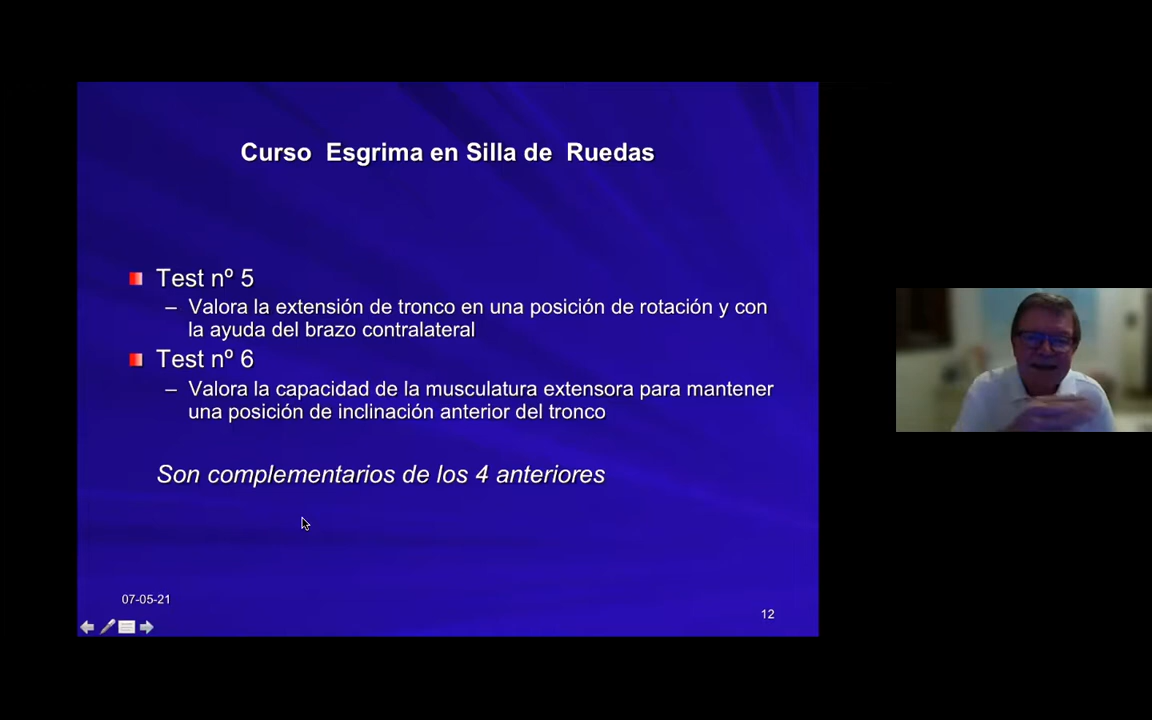 Curso Esgrima en Silla de Ruedas
Test nº 5
– Valora la extensión de tronco en una posición de rotación y con
la ayuda del brazo contralateral
Test nº 6
– Valora la capacidad de la musculatura extensora para mantener
una posición de inclinación anterior del tronco
Son complementarios de los 4 anteriores
07-05-21
12